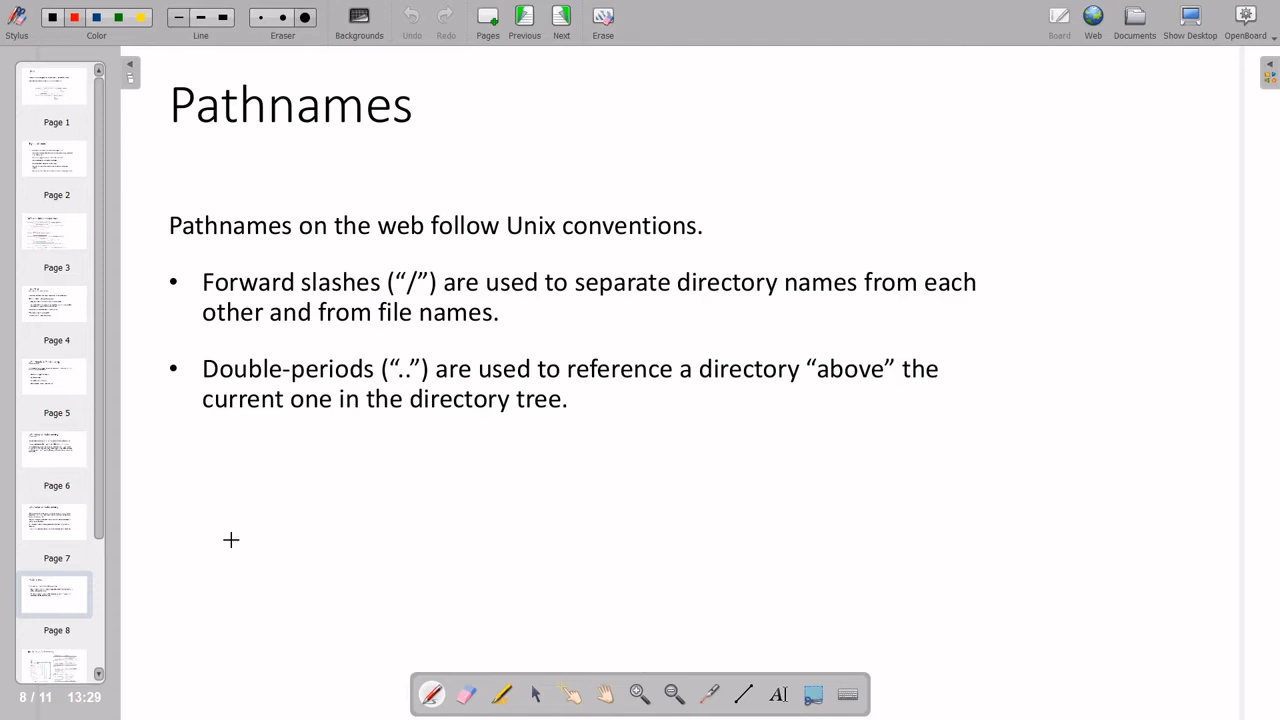 Stylus
Color
Line
Eraser
Backgrounds
Undo
Redo
Pages
Previous
Next
Erase
Board
Web
Documents
Show Desktop
OpenBoard
Page 1
Page 2
Page 3
Page 4
Page 5
Page 6
Page 7
Page 8
8 / 11 13:29
Pathnames
Pathnames on the web follow Unix conventions.
• Forward slashes (“/”) are used to separate directory names from each
other and from file names.
• Double-periods (“..”) are used to reference a directory “above” the
current one in the directory tree.
AI